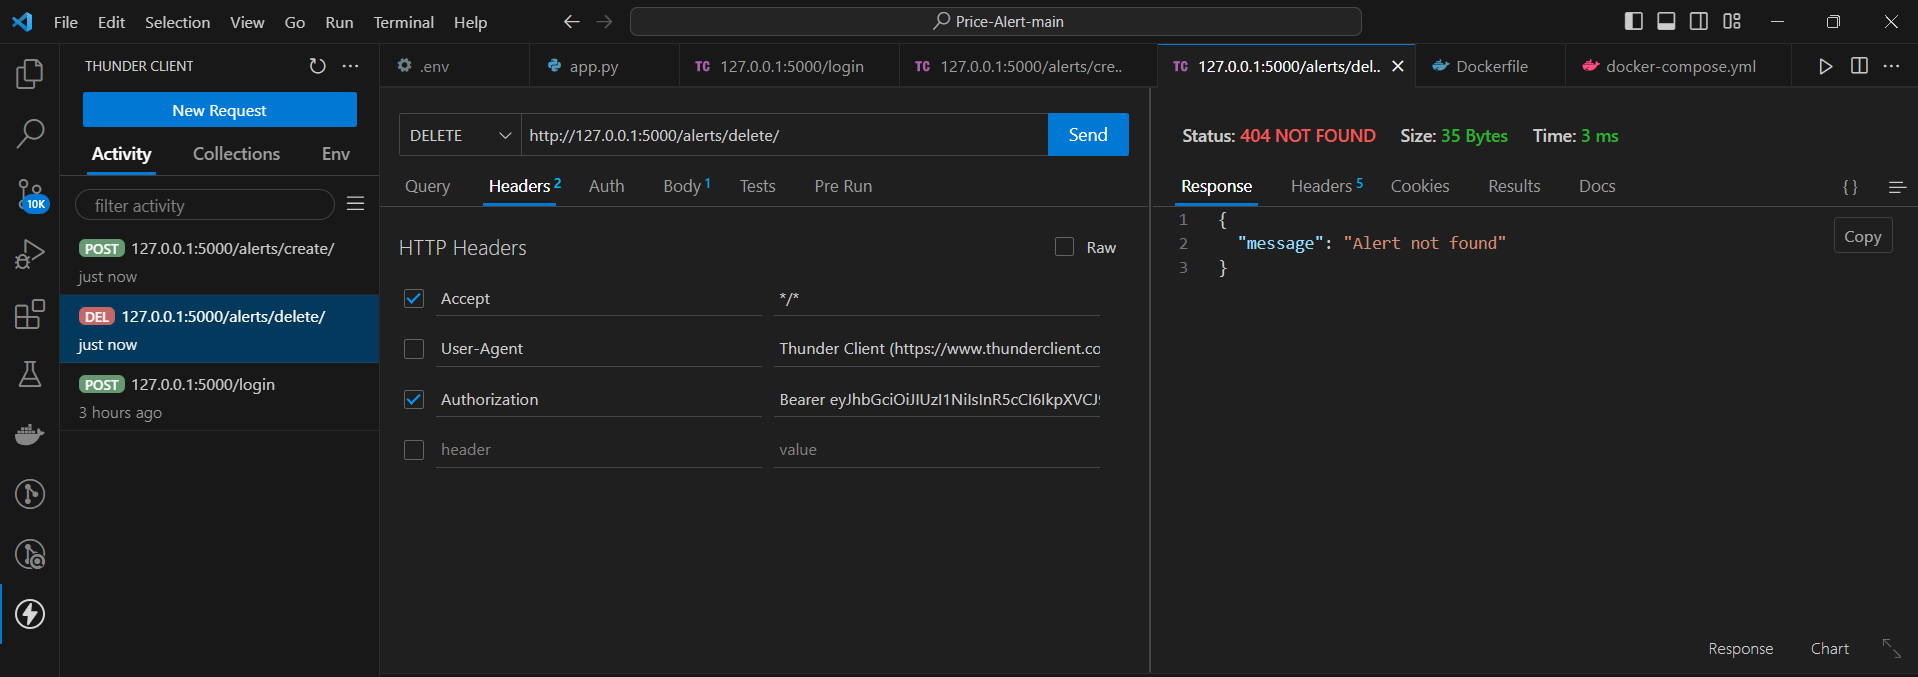 File Edit Selection View Go Run Terminal Help
Price-Alert-main
THUNDER CLIENT
New Request
Activity Collections Env
filter activity
POST 127.0.0.1:5000/alerts/create/
just now
DEL 127.0.0.1:5000/alerts/delete/
just now
POST 127.0.0.1:5000/login
3 hours ago
10K
.env
app.py
TC 127.0.0.1:5000/login
TC 127.0.0.1:5000/alerts/cre..
TC 127.0.0.1:5000/alerts/del..
Dockerfile
docker-compose.yml
DELETE http://127.0.0.1:5000/alerts/delete/ Send
Query Headers 2 Auth Body 1 Tests Pre Run
HTTP Headers Raw
Accept */*
User-Agent Thunder Client (https://www.thunderclient.co
Authorization Bearer eyJhbGciOiJIUzI1NiIsInR5cCI6IkpXVCJ9
header value
Status: 404 NOT FOUND Size: 35 Bytes Time: 3 ms
Response Headers 5 Cookies Results Docs { }
1 {
2 "message": "Alert not found"
3 }
Copy
Response Chart